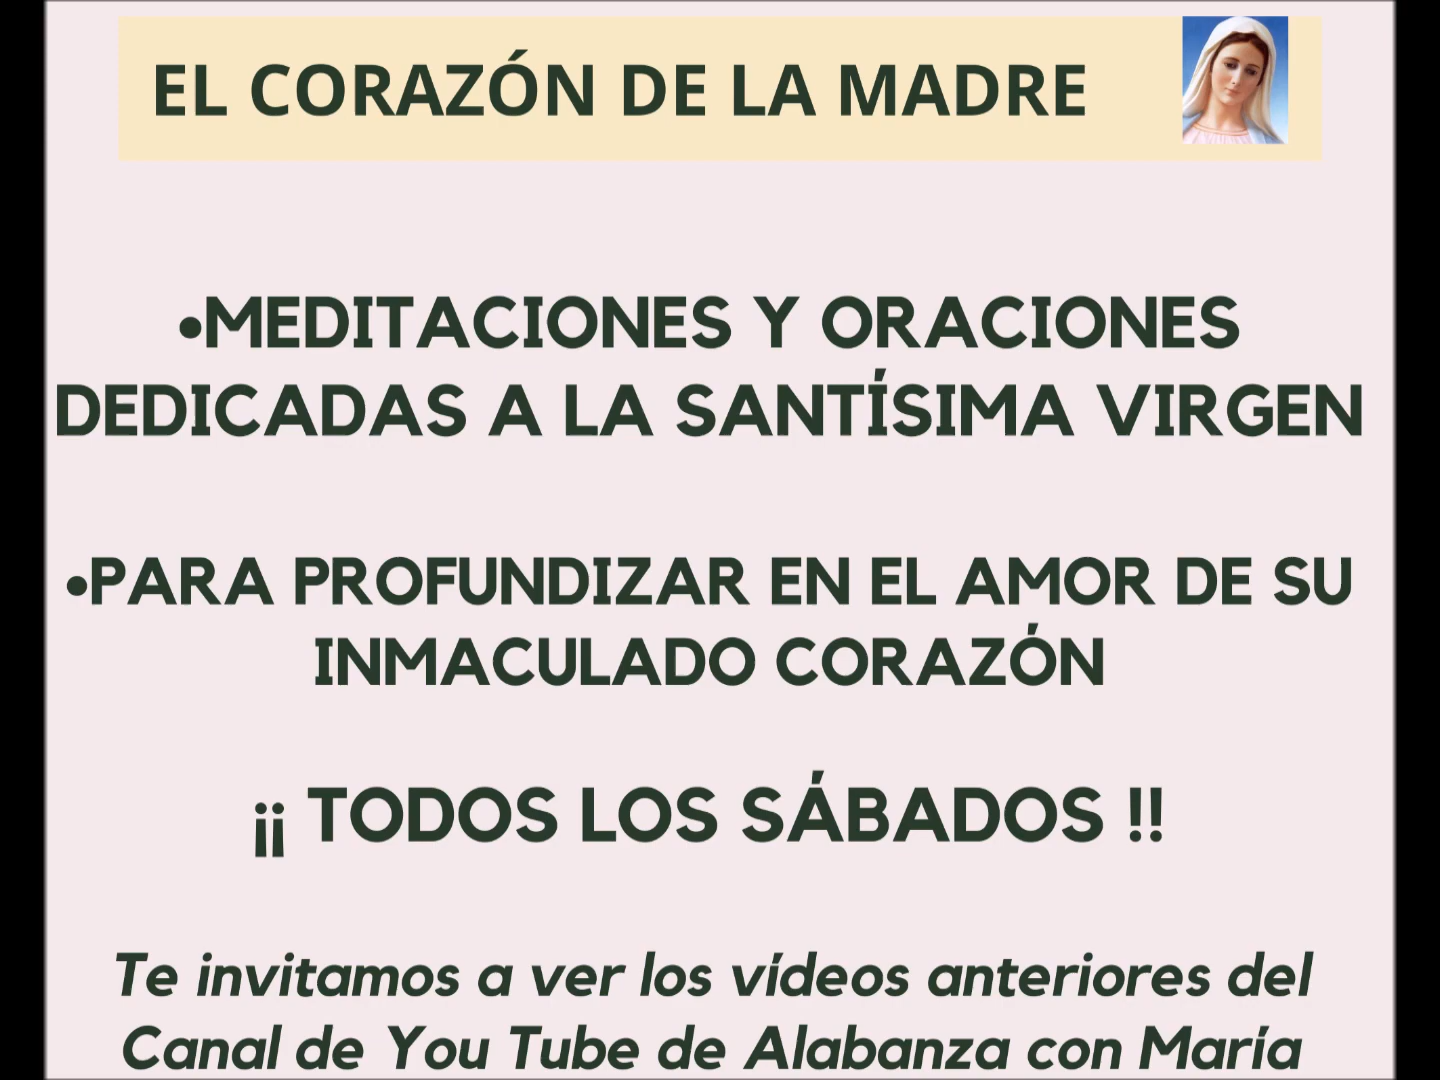 EL CORAZÓN DE LA MADRE
•MEDITACIONES Y ORACIONES
DEDICADAS A LA SANTÍSIMA VIRGEN
•PARA PROFUNDIZAR EN EL AMOR DE SU
INMACULADO CORAZÓN
¡¡ TODOS LOS SÁBADOS !!
Te invitamos a ver los vídeos anteriores del
Canal de You Tube de Alabanza con María